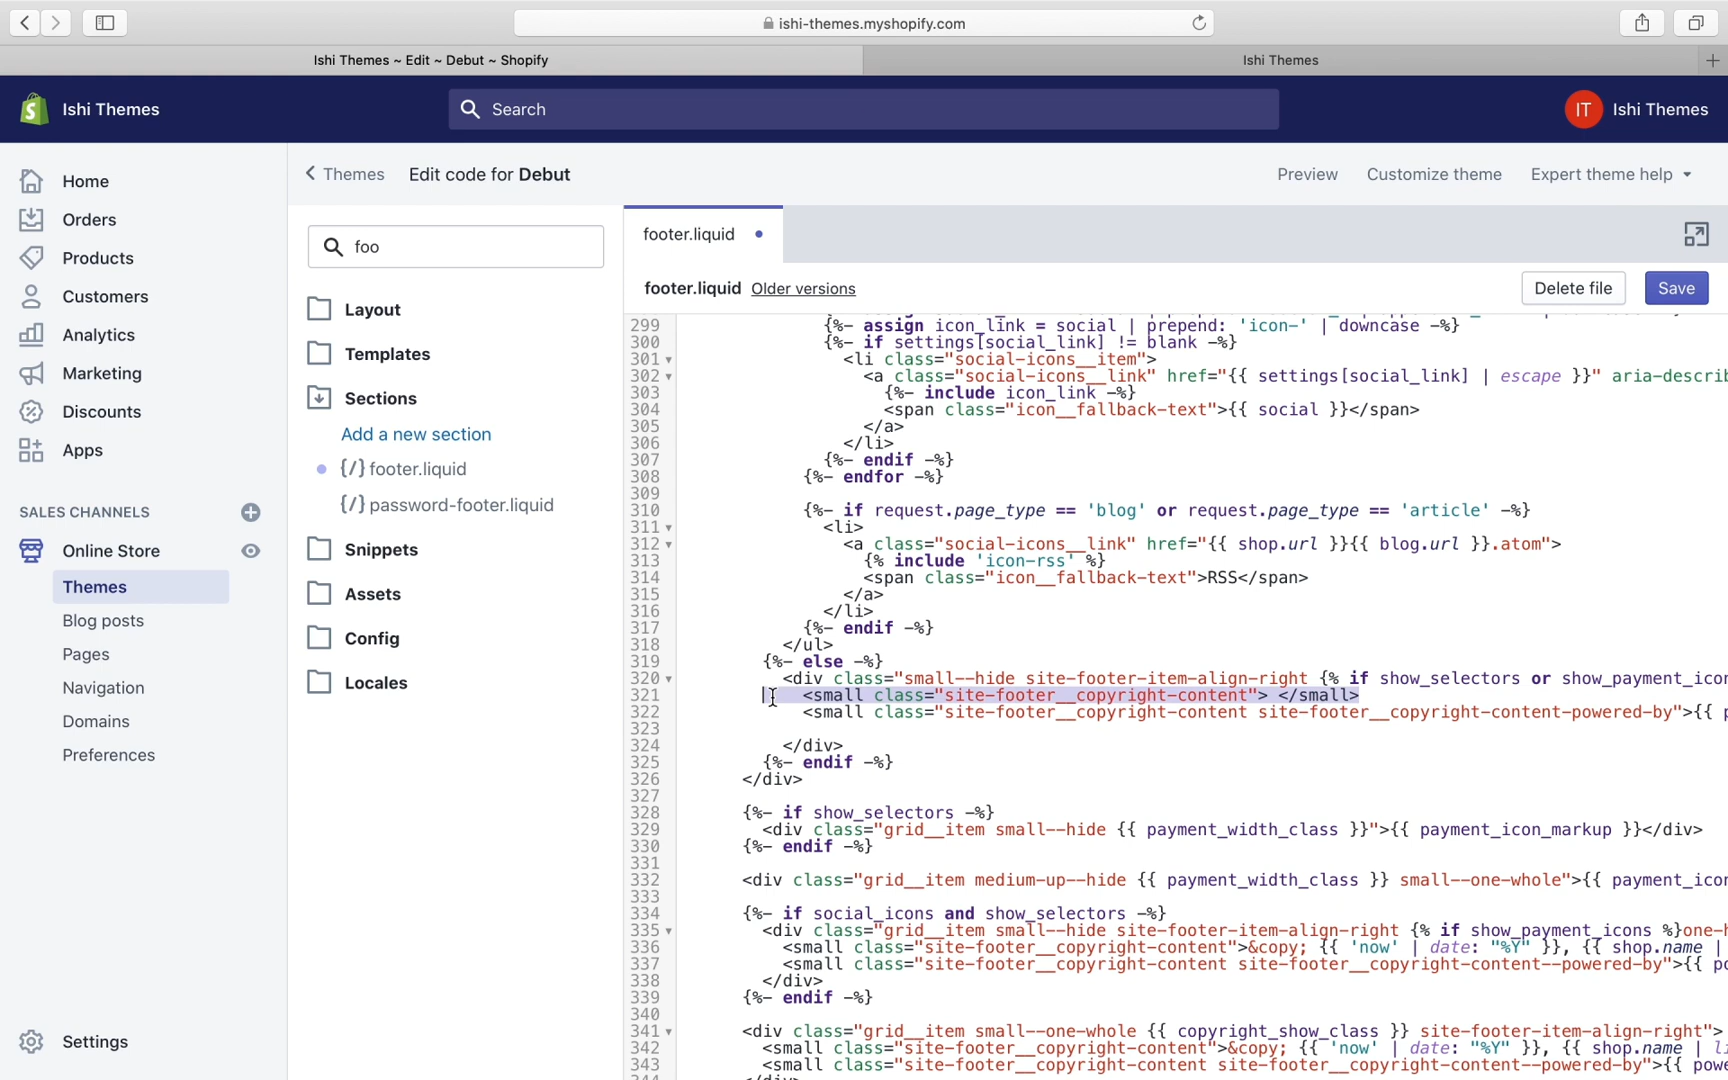 ishi-themes.myshopify.com
Ishi Themes ~ Edit ~ Debut ~ Shopify
Ishi Themes
Ishi Themes
Search
IT Ishi Themes
Home
Orders
Products
Customers
Analytics
Marketing
Discounts
Apps
SALES CHANNELS
Online Store
Themes
Blog posts
Pages
Navigation
Domains
Preferences
Settings
Themes
Edit code for Debut
Preview
Customize theme
Expert theme help
foo
Layout
Templates
Sections
Add a new section
{/} footer.liquid
{/} password-footer.liquid
Snippets
Assets
Config
Locales
footer.liquid
footer.liquid Older versions
Delete file
Save
299 {%- assign icon_link = social | prepend: 'icon-' | downcase -%}
300 {%- if settings[social_link] != blank -%}
301 <li class="social-icons__item">
302 <a class="social-icons__link" href="{{ settings[social_link] | escape }}" aria-describ
303 {%- include icon_link -%}
304 <span class="icon__fallback-text">{{ social }}</span>
305 </a>
306 </li>
307 {%- endif -%}
308 {%- endfor -%}
309
310 {%- if request.page_type == 'blog' or request.page_type == 'article' -%}
311 <li>
312 <a class="social-icons__link" href="{{ shop.url }}{{ blog.url }}.atom">
313 {% include 'icon-rss' %}
314 <span class="icon__fallback-text">RSS</span>
315 </a>
316 </li>
317 {%- endif -%}
318 </ul>
319 {%- else -%}
320 <div class="small--hide site-footer-item-align-right {% if show_selectors or show_payment_icon
321 <small class="site-footer__copyright-content"> </small>
322 <small class="site-footer__copyright-content site-footer__copyright-content-powered-by">{{ p
323
324 </div>
325 {%- endif -%}
326 </div>
327
328 {%- if show_selectors -%}
329 <div class="grid__item small--hide {{ payment_width_class }}">{{ payment_icon_markup }}</div>
330 {%- endif -%}
331
332 <div class="grid__item medium-up--hide {{ payment_width_class }} small--one-whole">{{ payment_icon
333
334 {%- if social_icons and show_selectors -%}
335 <div class="grid__item small--hide site-footer-item-align-right {% if show_payment_icons %}one-h
336 <small class="site-footer__copyright-content">&copy; {{ 'now' | date: "%Y" }}, {{ shop.name |
337 <small class="site-footer__copyright-content site-footer__copyright-content--powered-by">{{ po
338 </div>
339 {%- endif -%}
340
341 <div class="grid__item small--one-whole {{ copyright_show_class }} site-footer-item-align-right">
342 <small class="site-footer__copyright-content">&copy; {{ 'now' | date: "%Y" }}, {{ shop.name | li
343 <small class="site-footer__copyright-content site-footer__copyright-content--powered-by">{{ powe